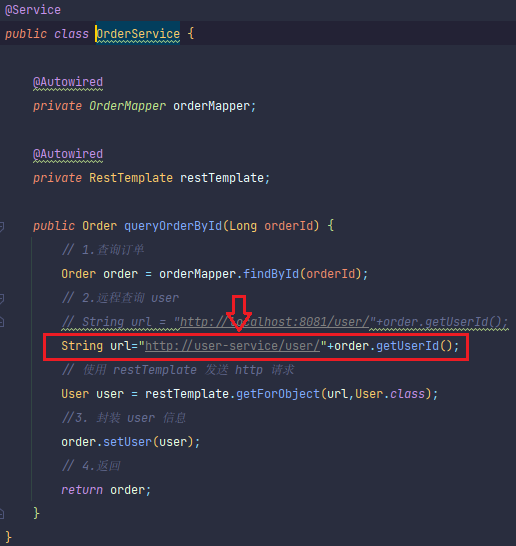 @Service
public class OrderService {
@Autowired
private OrderMapper orderMapper;
@Autowired
private RestTemplate restTemplate;
public Order queryOrderById(Long orderId) {
// 1.查询订单
Order order = orderMapper.findById(orderId);
// 2.远程查询 user
// String url = "http://localhost:8081/user/"+order.getUserId();
String url="http://user-service/user/"+order.getUserId();
// 使用 restTemplate 发送 http 请求
User user = restTemplate.getForObject(url,User.class);
//3. 封装 user 信息
order.setUser(user);
// 4.返回
return order;
}
}